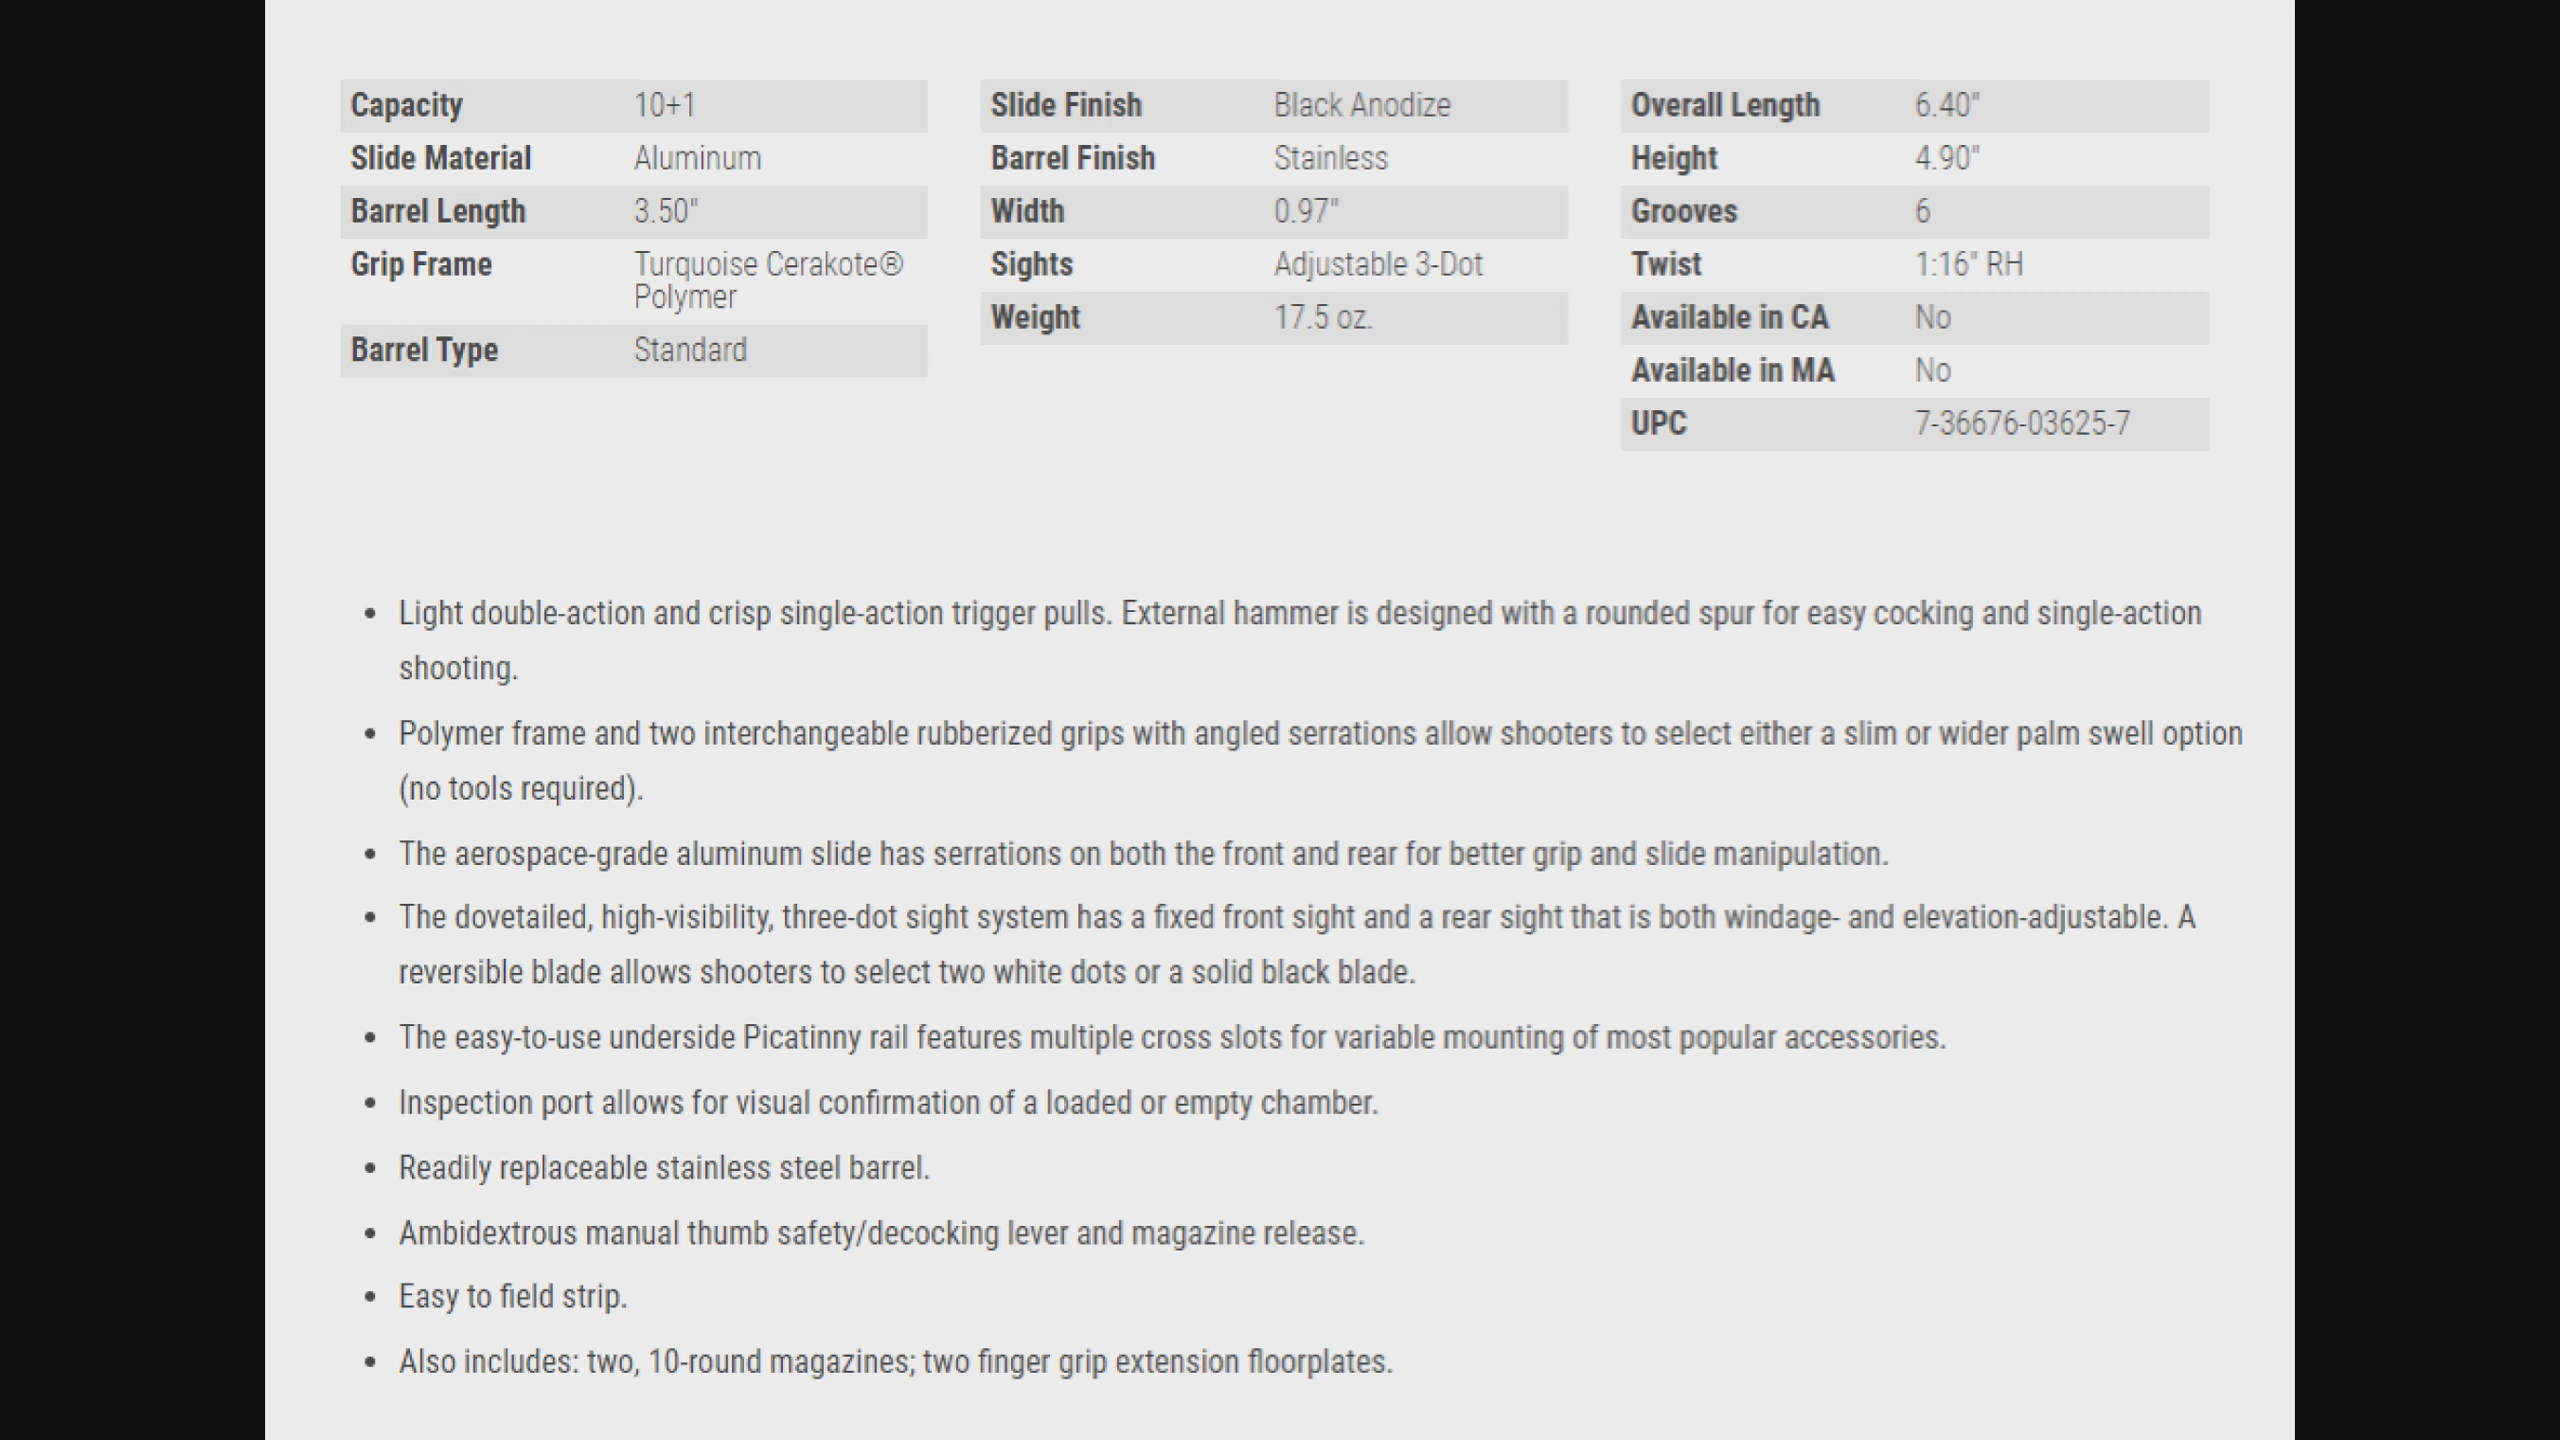 Capacity 10+1
Slide Material Aluminum
Barrel Length 3.50"
Grip Frame Turquoise Cerakote®
Polymer
Barrel Type Standard
Slide Finish Black Anodize
Barrel Finish Stainless
Width 0.97"
Sights Adjustable 3-Dot
Weight 17.5 oz.
Overall Length 6.40"
Height 4.90"
Grooves 6
Twist 1:16" RH
Available in CA No
Available in MA No
UPC 7-36676-03625-7
• Light double-action and crisp single-action trigger pulls. External hammer is designed with a rounded spur for easy cocking and single-action
shooting.
• Polymer frame and two interchangeable rubberized grips with angled serrations allow shooters to select either a slim or wider palm swell option
(no tools required).
• The aerospace-grade aluminum slide has serrations on both the front and rear for better grip and slide manipulation.
• The dovetailed, high-visibility, three-dot sight system has a fixed front sight and a rear sight that is both windage- and elevation-adjustable. A
reversible blade allows shooters to select two white dots or a solid black blade.
• The easy-to-use underside Picatinny rail features multiple cross slots for variable mounting of most popular accessories.
• Inspection port allows for visual confirmation of a loaded or empty chamber.
• Readily replaceable stainless steel barrel.
• Ambidextrous manual thumb safety/decocking lever and magazine release.
• Easy to field strip.
• Also includes: two, 10-round magazines; two finger grip extension floorplates.